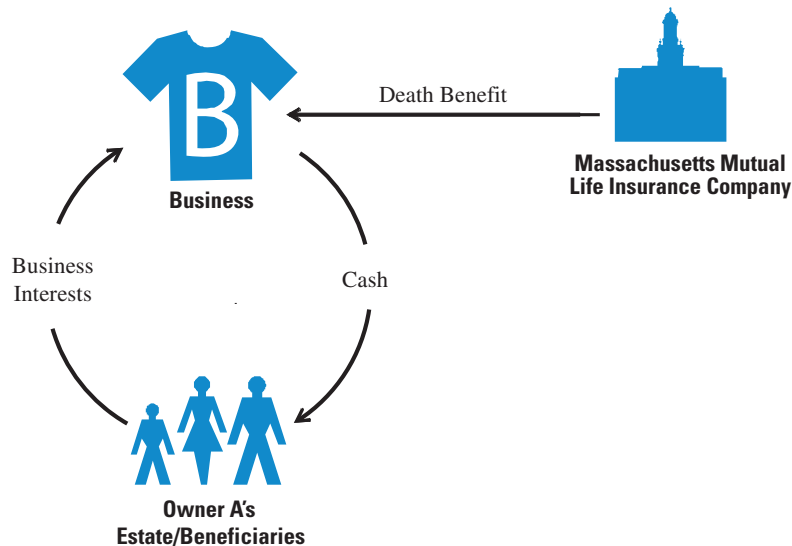 B
Business
Death Benefit
Massachusetts Mutual
Life Insurance Company
Business
Interests
Cash
Owner A's
Estate/Beneficiaries